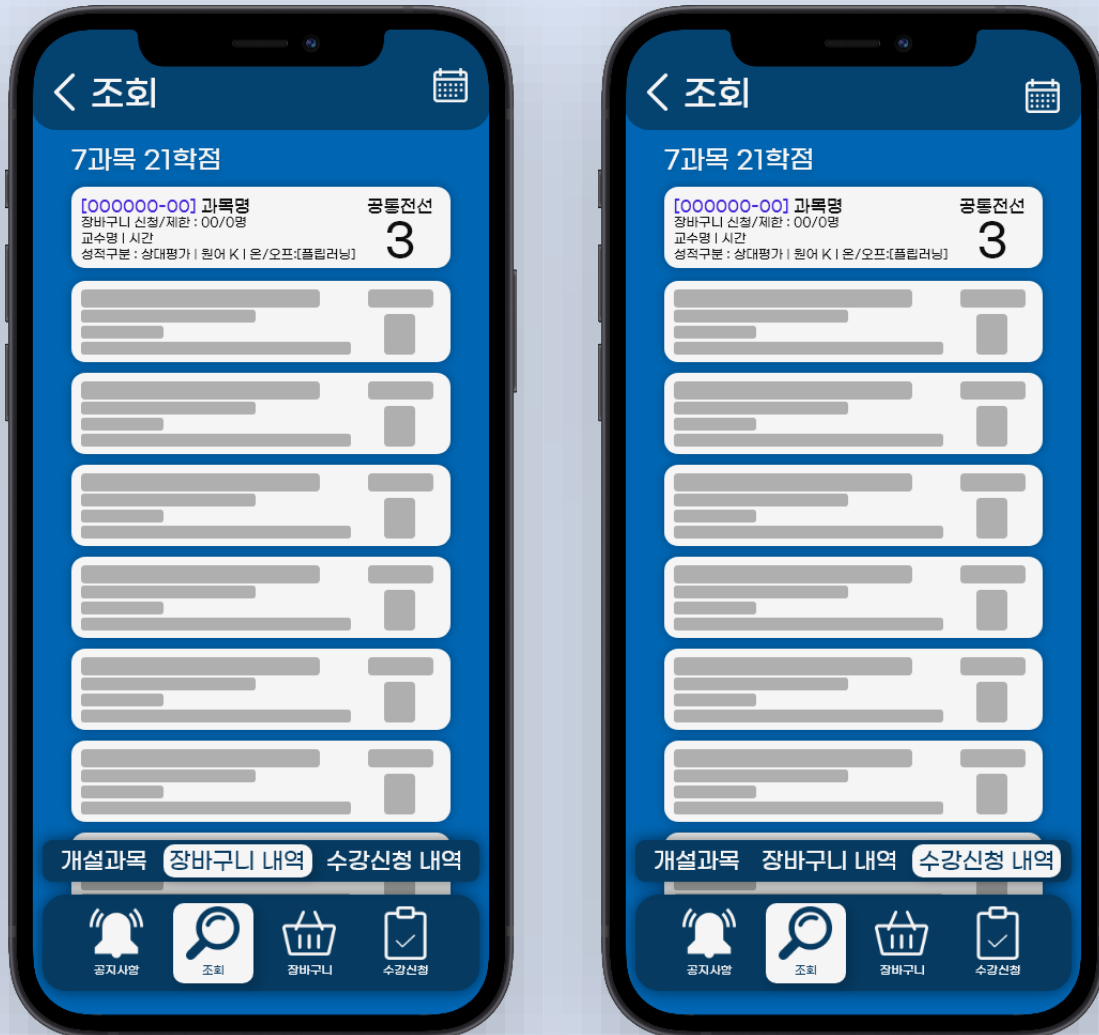 조회
7과목 21학점
[000000-00] 과목명
공통전선
장바구니 신청/제한 : 00/0명
교수명 | 시간
3
성적구분 : 상대평가 | 원어 K | 온/오프:[플립러닝]
개설과목 장바구니 내역 수강신청 내역
공지사항 조회 장바구니 수강신청
조회
7과목 21학점
[000000-00] 과목명
공통전선
장바구니 신청/제한 : 00/0명
교수명 | 시간
3
성적구분 : 상대평가 | 원어 K | 온/오프:[플립러닝]
개설과목 장바구니 내역 수강신청 내역
공지사항 조회 장바구니 수강신청